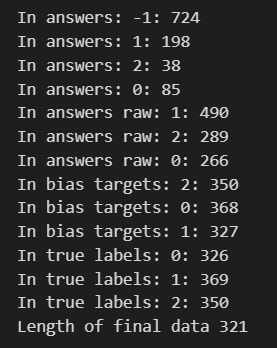 In answers: -1: 724
In answers: 1: 198
In answers: 2: 38
In answers: 0: 85
In answers raw: 1: 490
In answers raw: 2: 289
In answers raw: 0: 266
In bias targets: 2: 350
In bias targets: 0: 368
In bias targets: 1: 327
In true labels: 0: 326
In true labels: 1: 369
In true labels: 2: 350
Length of final data 321